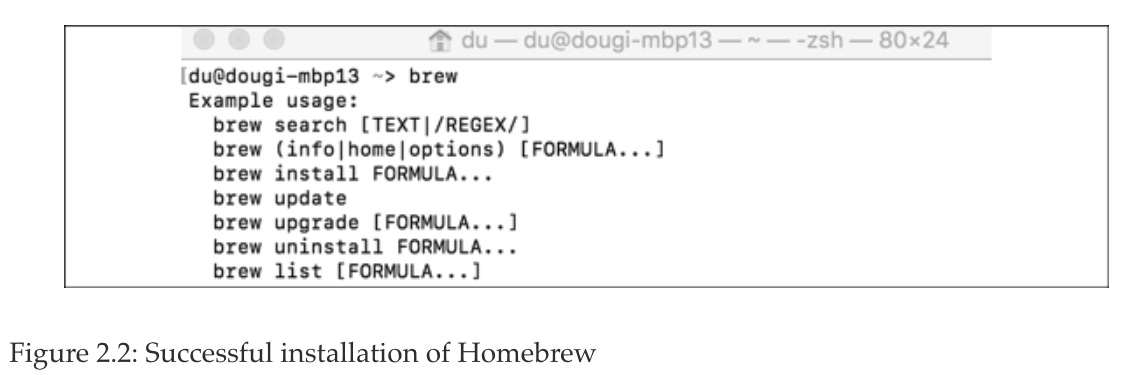 du — du@dougi-mbp13 — ~ — -zsh — 80×24
[du@dougi-mbp13 ~> brew
Example usage:
brew search [TEXT|/REGEX/]
brew (info|home|options) [FORMULA...]
brew install FORMULA...
brew update
brew upgrade [FORMULA...]
brew uninstall FORMULA...
brew list [FORMULA...]
Figure 2.2: Successful installation of Homebrew